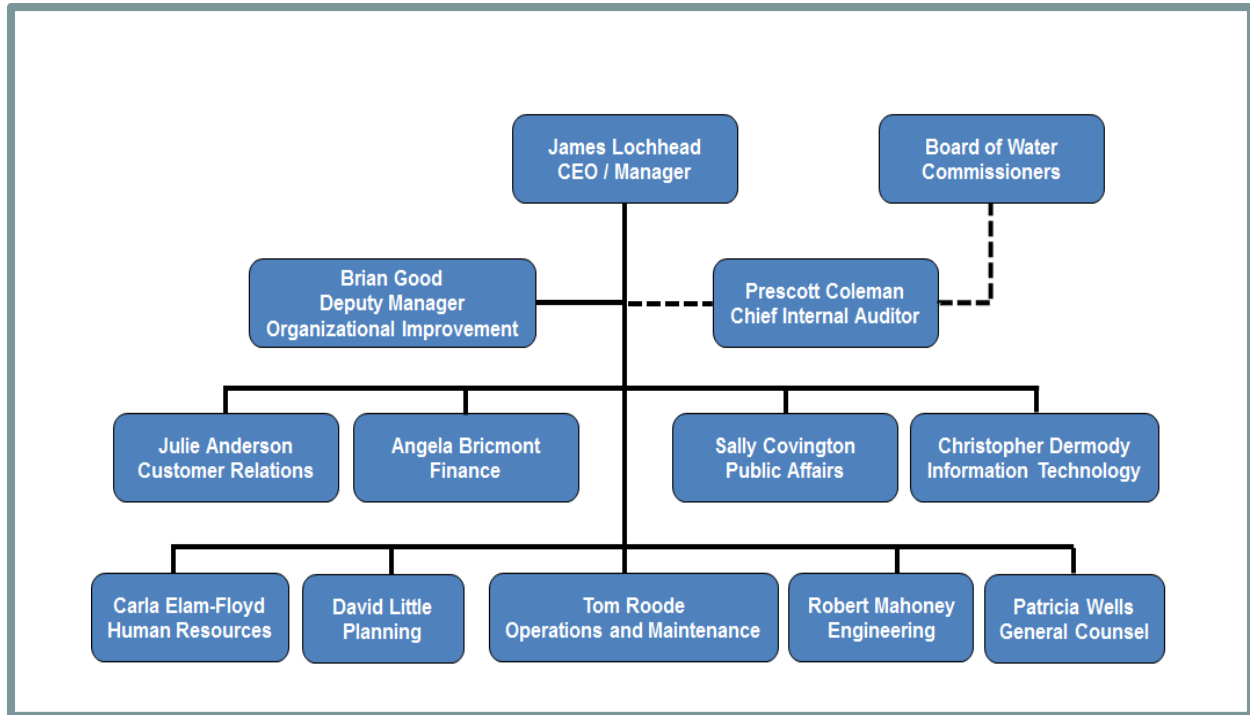 James Lochhead
CEO / Manager
Board of Water
Commissioners
Brian Good
Deputy Manager
Organizational Improvement
Prescott Coleman
Chief Internal Auditor
Julie Anderson
Customer Relations
Angela Bricmont
Finance
Sally Covington
Public Affairs
Christopher Dermody
Information Technology
Carla Elam-Floyd
Human Resources
David Little
Planning
Tom Roode
Operations and Maintenance
Robert Mahoney
Engineering
Patricia Wells
General Counsel